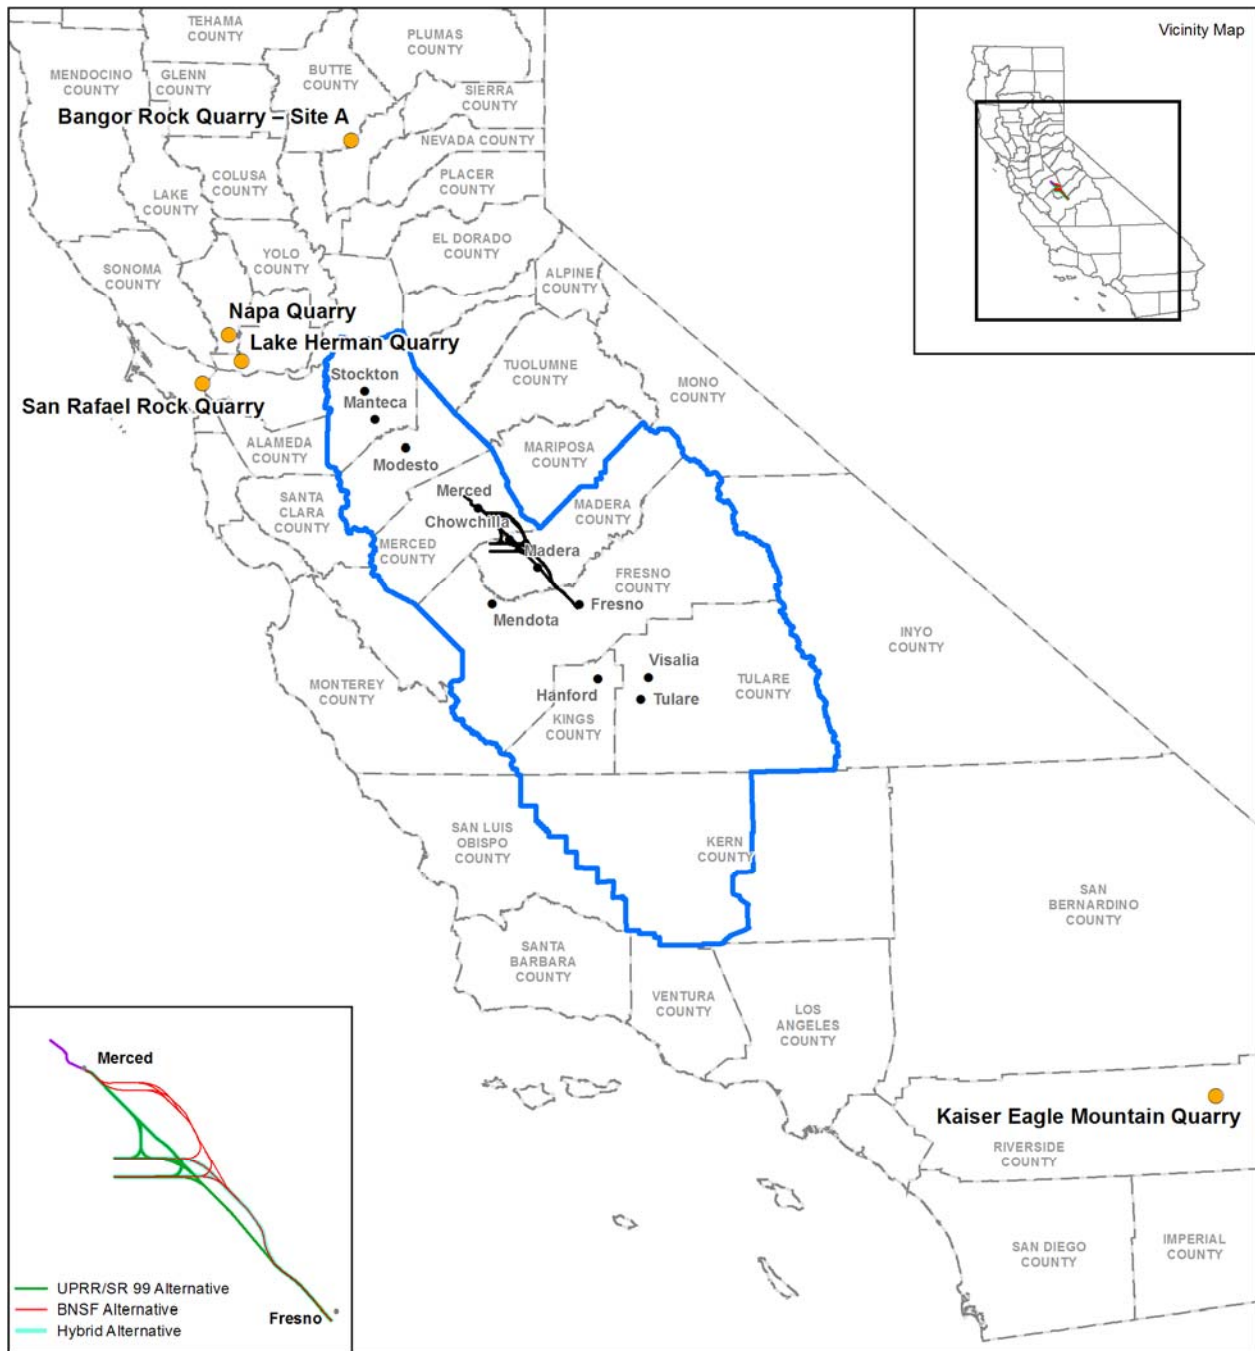 TEHAMA
COUNTY
PLUMAS
COUNTY
Vicinity Map
MENDOCINO
COUNTY
GLENN
COUNTY
BUTTE
COUNTY
SIERRA
COUNTY
Bangor Rock Quarry – Site A
NEVADA COUNTY
COLUSA
COUNTY
PLACER
COUNTY
LAKE
COUNTY
EL DORADO
COUNTY
YOLO
COUNTY
SONOMA
COUNTY
ALPINE
COUNTY
Napa Quarry
Lake Herman Quarry
TUOLUMNE
COUNTY
MONO
COUNTY
Stockton
Manteca
San Rafael Rock Quarry
ALAMEDA
COUNTY
Modesto
MARIPOSA
COUNTY
SANTA
CLARA
COUNTY
Merced
MADERA
COUNTY
Chowchilla
MERCED
COUNTY
Madera
FRESNO
COUNTY
Fresno
Mendota
INYO
COUNTY
Visalia
MONTEREY
COUNTY
Hanford
Tulare
TULARE
COUNTY
KINGS
COUNTY
SAN LUIS
OBISPO
COUNTY
KERN
COUNTY
SAN
BERNARDINO
COUNTY
SANTA
BARBARA
COUNTY
VENTURA
COUNTY
LOS
ANGELES
COUNTY
Merced
Kaiser Eagle Mountain Quarry
RIVERSIDE
COUNTY
SAN DIEGO
COUNTY
IMPERIAL
COUNTY
UPRR/SR 99 Alternative
BNSF Alternative
Hybrid Alternative
Fresno